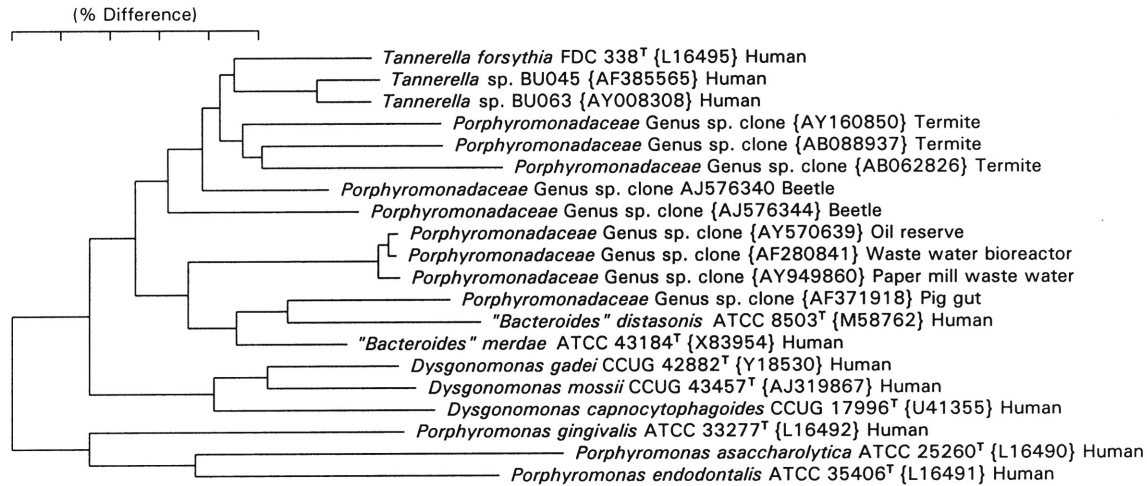 (% Difference)
Tannerella forsythia FDC 338ᵀ {L16495} Human
Tannerella sp. BU045 {AF385565} Human
Tannerella sp. BU063 {AY008308} Human
Porphyromonadaceae Genus sp. clone {AY160850} Termite
Porphyromonadaceae Genus sp. clone {AB088937} Termite
Porphyromonadaceae Genus sp. clone {AB062826} Termite
Porphyromonadaceae Genus sp. clone AJ576340 Beetle
Porphyromonadaceae Genus sp. clone {AJ576344} Beetle
Porphyromonadaceae Genus sp. clone {AY570639} Oil reserve
Porphyromonadaceae Genus sp. clone {AF280841} Waste water bioreactor
Porphyromonadaceae Genus sp. clone {AY949860} Paper mill waste water
Porphyromonadaceae Genus sp. clone {AF371918} Pig gut
"Bacteroides" distasonis ATCC 8503ᵀ {M58762} Human
"Bacteroides" merdae ATCC 43184ᵀ {X83954} Human
Dysgonomonas gadei CCUG 42882ᵀ {Y18530} Human
Dysgonomonas mossii CCUG 43457ᵀ {AJ319867} Human
Dysgonomonas capnocytophagoides CCUG 17996ᵀ {U41355} Human
Porphyromonas gingivalis ATCC 33277ᵀ {L16492} Human
Porphyromonas asaccharolytica ATCC 25260ᵀ {L16490} Human
Porphyromonas endodontalis ATCC 35406ᵀ {L16491} Human